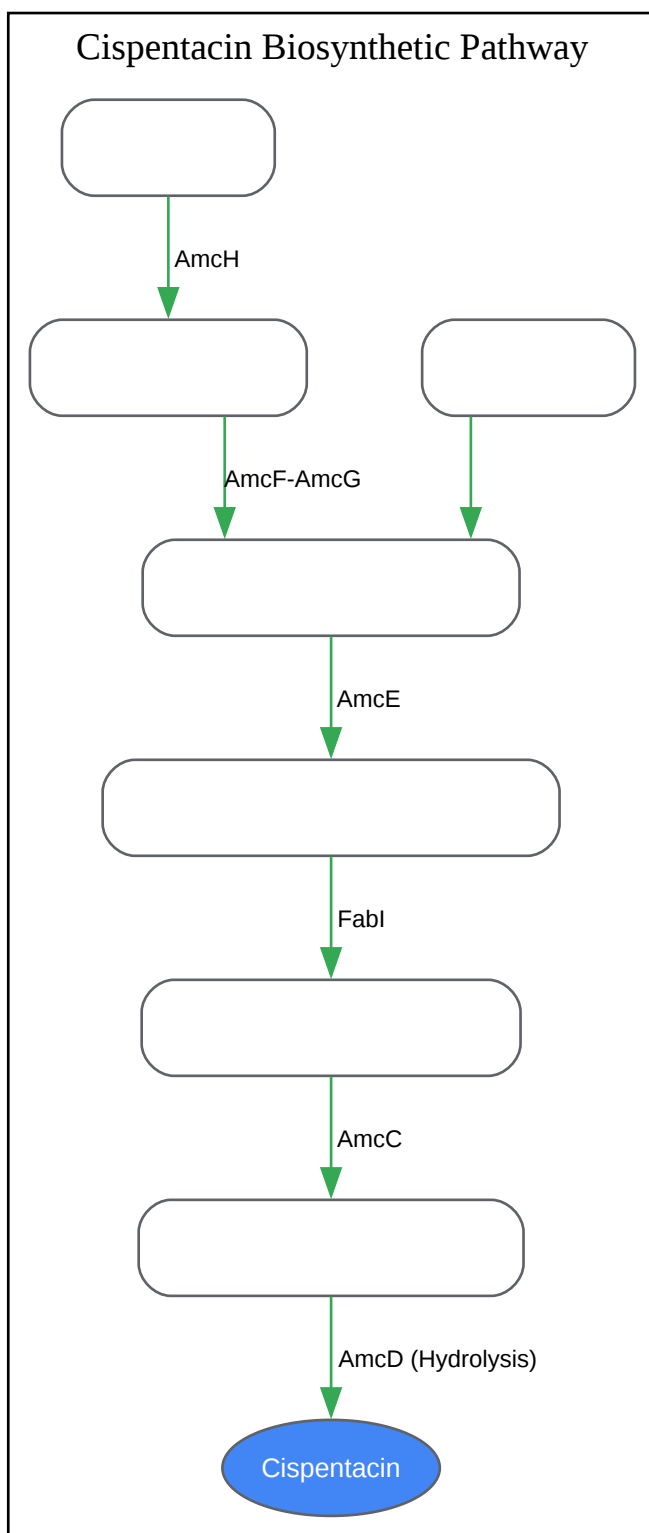 Cispentacin Biosynthetic Pathway
AmcH
AmcF-AmcG
AmcE
FabI
AmcC
AmcD (Hydrolysis)
Cispentacin